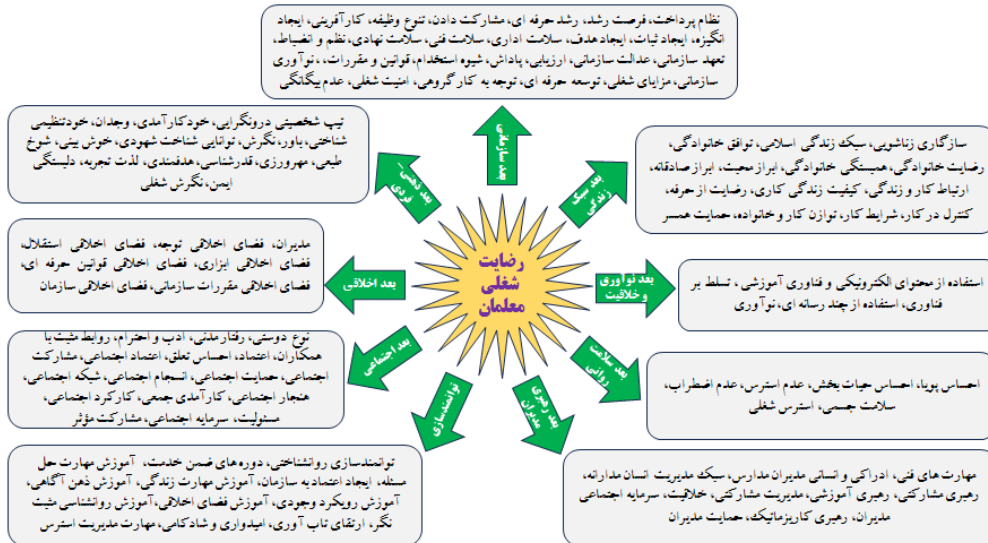 نظام پرداخت، فرصت رشد، رشد حرفه ای، مشارکت دادن، تنوع وظیفه، کارآفرینی، ایجاد
انگیزه، ایجاد ثبات، ایجاد هدف، سلامت اداری، سلامت فنی، سلامت نهادی، نظم و انضباط،
تعهد سازمانی، عدالت سازمانی، ارزیابی، پاداش، شیوه استخدام، قوانین و مقررات، ، نوآوری
سازمانی، مزایای شغلی، توسعه حرفه ای، توجه به کار گروهی، امنیت شغلی، عدم بیگانگی
بعد سازمانی
سازگاری زناشویی، سبک زندگی اسلامی، توافق خانوادگی،
رضایت خانوادگی، همبستگی خانوادگی، ابراز محبت، ابراز صادقانه،
ارتباط کار و زندگی، کیفیت زندگی کاری، رضایت از حرفه،
کنترل در کار، شرایط کار، توازن کار و خانواده، حمایت همسر
بعد سبک
زندگی
تیپ شخصیتی درونگرایی، خودکارآمدی، وجدان، خودتنظیمی
شناختی، باور، نگرش، توانایی شناخت شهودی، خوش بینی، شوخ
طبعی، مهرورزی، قدرشناسی، هدفمندی، لذت تجربه، دلبستگی
ایمن، نگرش شغلی
بعد ذهنی _
فردی
رضایت
شغلی
معلمان
مدیران، فضای اخلاقی توجه، فضای اخلاقی استقلال،
فضای اخلاقی ابزاری، فضای اخلاقی قوانین حرفه ای،
فضای اخلاقی مقررات سازمانی، فضای اخلاقی سازمان
بعد اخلاقی
استفاده از محتوای الکترونیکی و فناوری آموزشی ، تسلط بر
فناوری، استفاده از چند رسانه ای، نوآوری
بعد نوآوری
و خلاقیت
نوع دوستی، رفتار مدنی، ادب و احترام، روابط مثبت با
همکاران، اعتماد، احساس تعلق، اعتماد اجتماعی، مشارکت
اجتماعی، حمایت اجتماعی، انسجام اجتماعی، شبکه اجتماعی،
هنجار اجتماعی، کارآمدی جمعی، کارکرد اجتماعی،
مسئولیت، سرمایه اجتماعی، مشارکت مؤثر
بعد اجتماعی
احساس پویا، احساس حیات بخش، عدم استرس، عدم اضطراب،
سلامت جسمی، استرس شغلی
بعد سلامت
روانی
توانمندسازی روانشناختی، دوره های ضمن خدمت، آموزش مهارت حل
مسئله، ایجاد اعتماد به سازمان، آموزش مهارت زندگی، آموزش ذهن آگاهی،
آموزش رویکرد وجودی، آموزش فضای اخلاقی، آموزش روانشناسی مثبت
نگر، ارتقای تاب آوری، امیدواری و شادکامی، مهارت مدیریت استرس
توانمندسازی
مهارت های فنی، ادراکی و انسانی مدیران مدارس، سبک مدیریت انسان مدارانه،
رهبری مشارکتی، رهبری آموزشی، مدیریت مشارکتی، خلاقیت، سرمایه اجتماعی
مدیران، رهبری کاریزماتیک، حمایت مدیران
بعد رهبری
مدیران